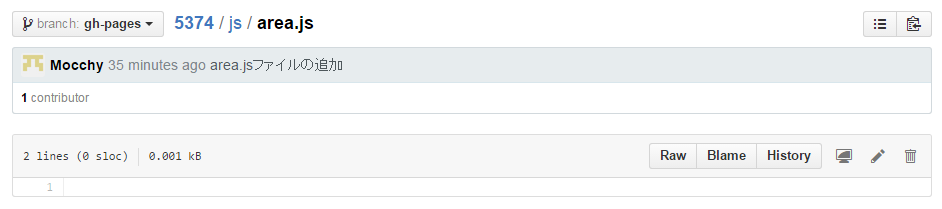 branch: gh-pages 5374 / js / area.js
Mocchy 35 minutes ago area.jsファイルの追加
1 contributor
2 lines (0 sloc) 0.001 kB Raw Blame History
1